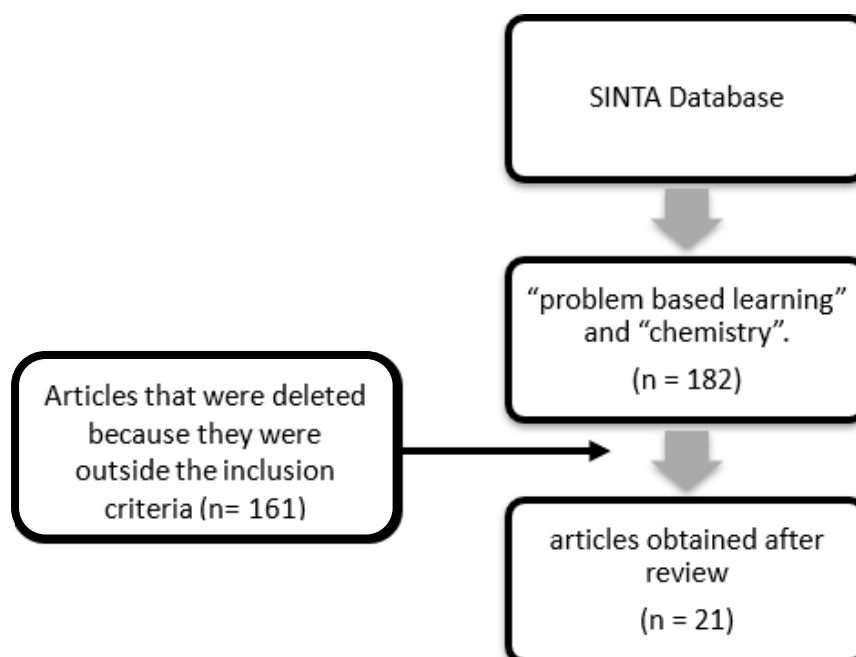 SINTA Database
“problem based learning”
and “chemistry”.
(n = 182)
Articles that were deleted
because they were
outside the inclusion
criteria (n= 161)
articles obtained after
review
(n = 21)